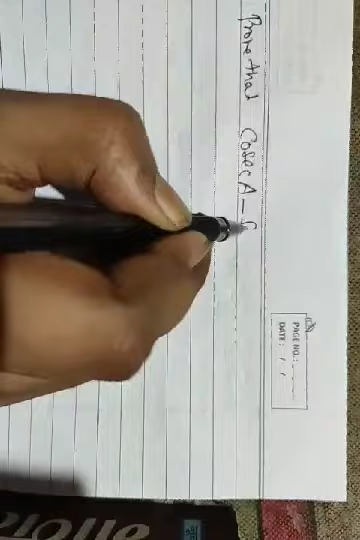 Prove that CosecA - S
PAGE NO.:
DATE: / /